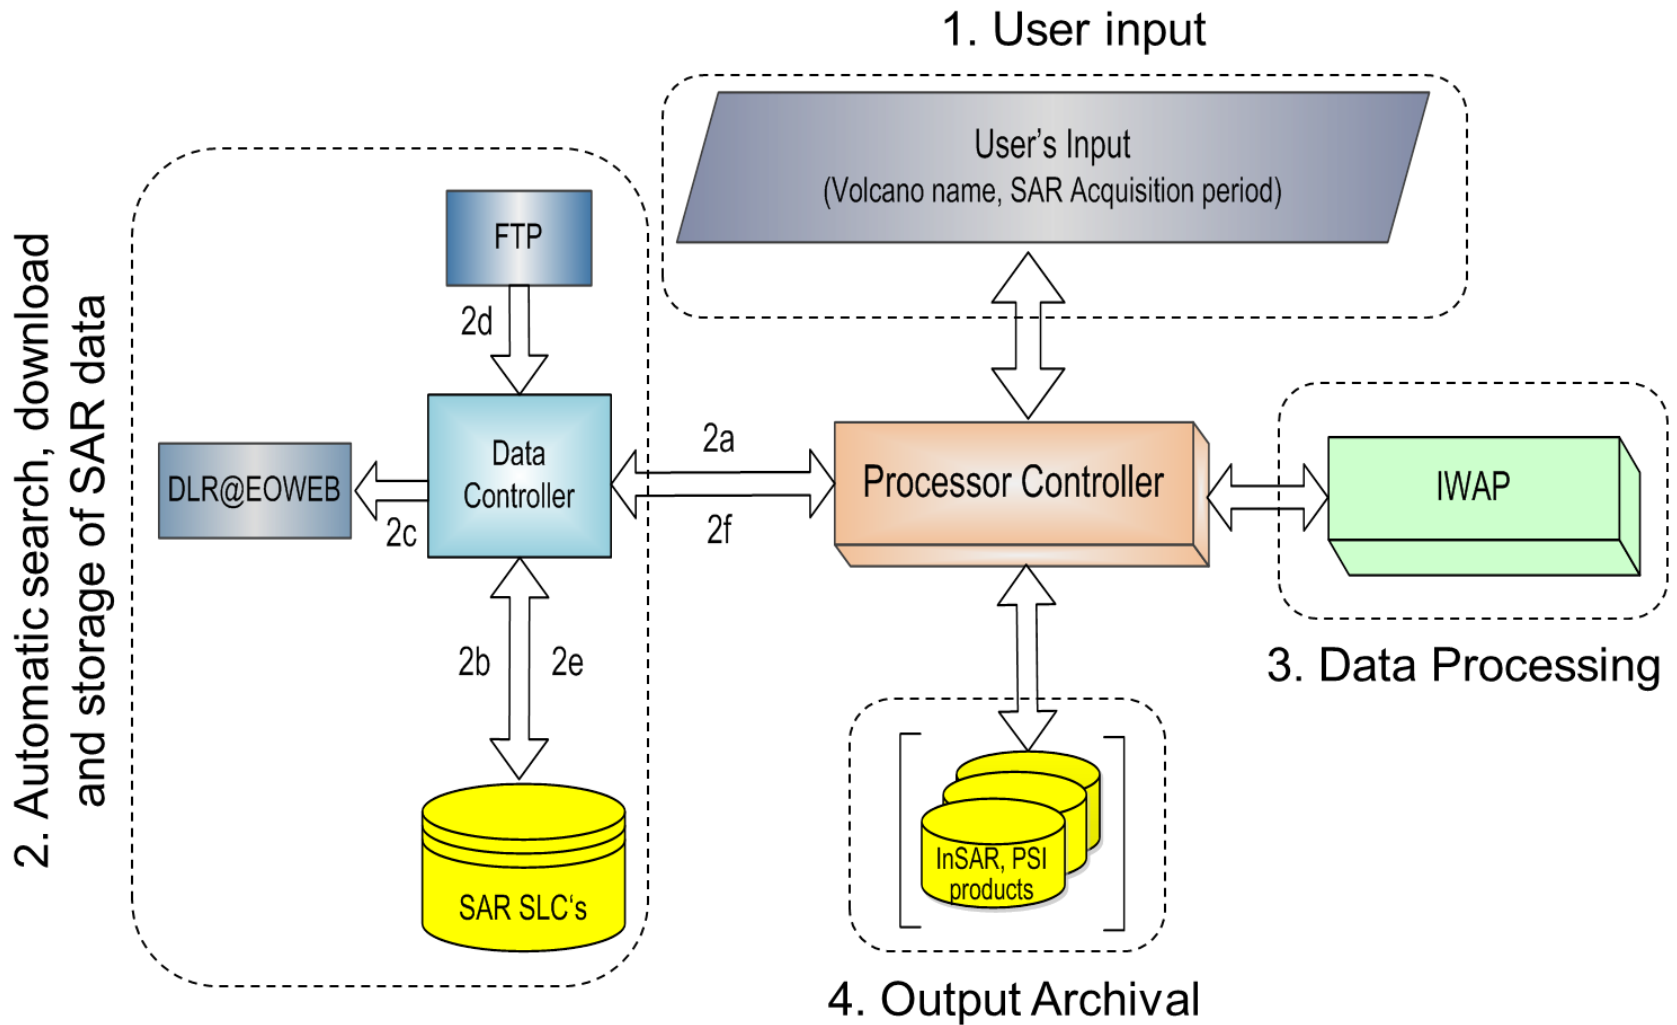 1. User input
User's Input
(Volcano name, SAR Acquisition period)
2. Automatic search, download
and storage of SAR data
FTP
2d
Data
Controller
DLR@EOWEB
2c
2a
2f
Processor Controller
IWAP
3. Data Processing
2b
2e
SAR SLC‘s
InSAR, PSI
products
4. Output Archival